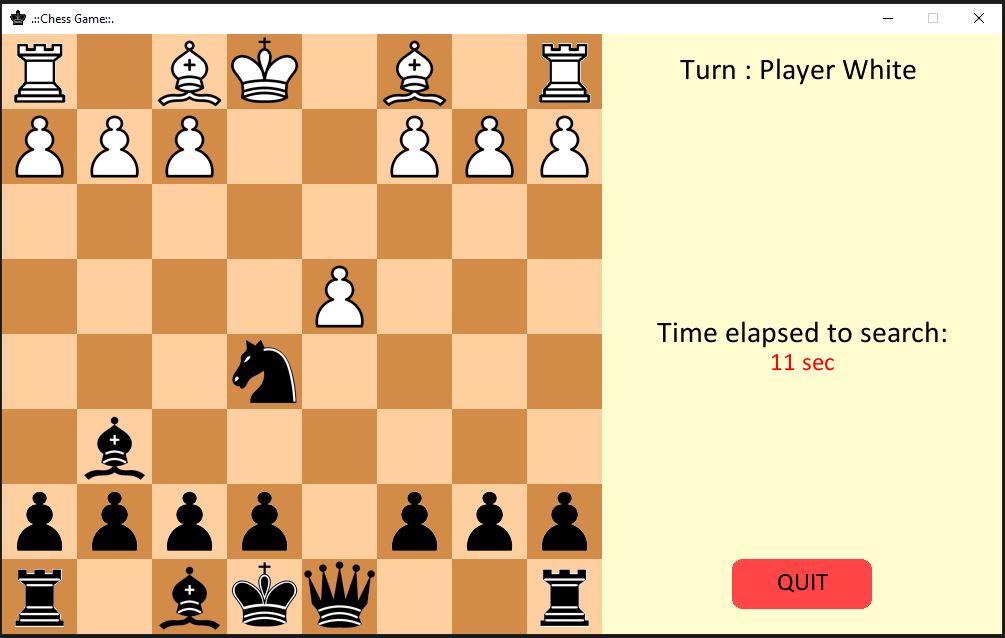 .::Chess Game::.
Turn : Player White
Time elapsed to search:
11 sec
QUIT